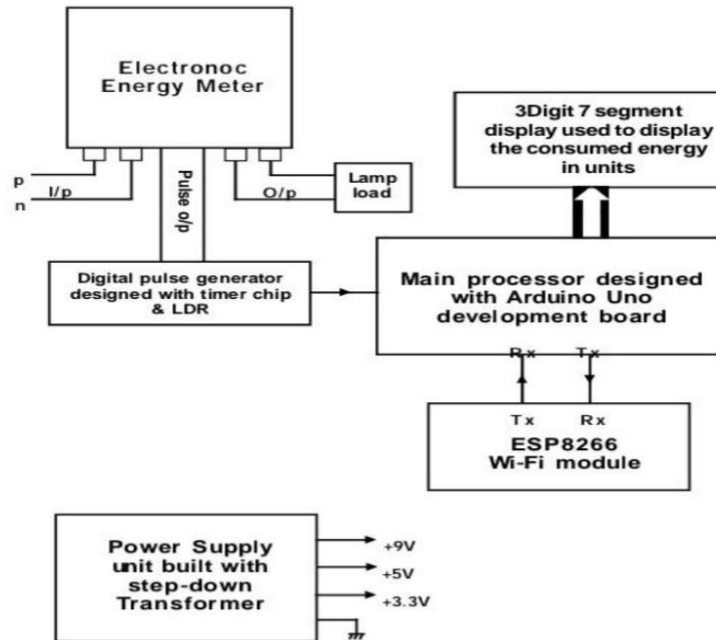 Electronoc
Energy Meter
3Digit 7 segment
display used to display
the consumed energy
in units
p
I/p
n
Pulse o/p
O/p
Lamp
load
Digital pulse generator
designed with timer chip
& LDR
Main processor designed
with Arduino Uno
development board
Rx Tx
Tx Rx
ESP8266
Wi-Fi module
Power Supply
unit built with
step-down
Transformer
+9V
+5V
+3.3V